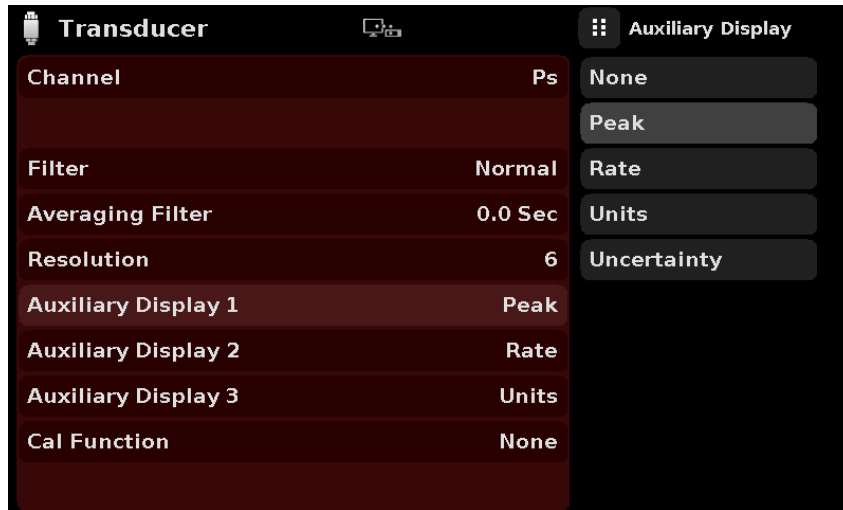 Transducer
Channel Ps
Filter Normal
Averaging Filter 0.0 Sec
Resolution 6
Auxiliary Display 1 Peak
Auxiliary Display 2 Rate
Auxiliary Display 3 Units
Cal Function None
Auxiliary Display
None
Peak
Rate
Units
Uncertainty